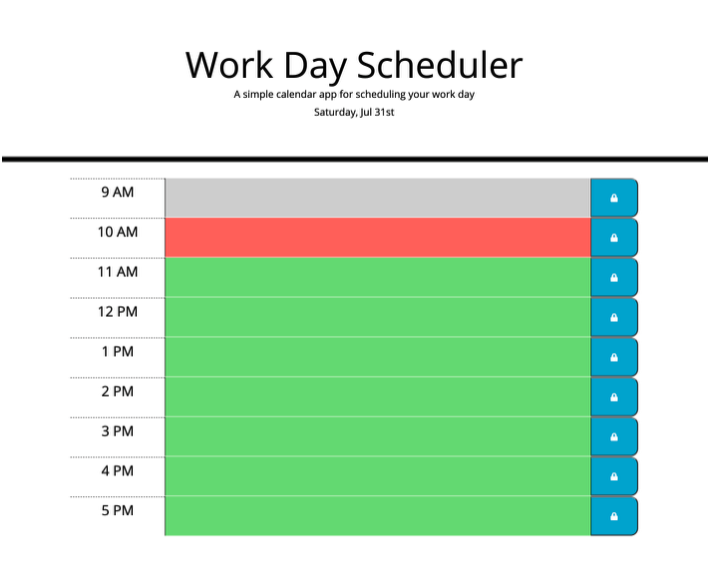 Work Day Scheduler
A simple calendar app for scheduling your work day
Saturday, Jul 31st
9 AM
10 AM
11 AM
12 PM
1 PM
2 PM
3 PM
4 PM
5 PM